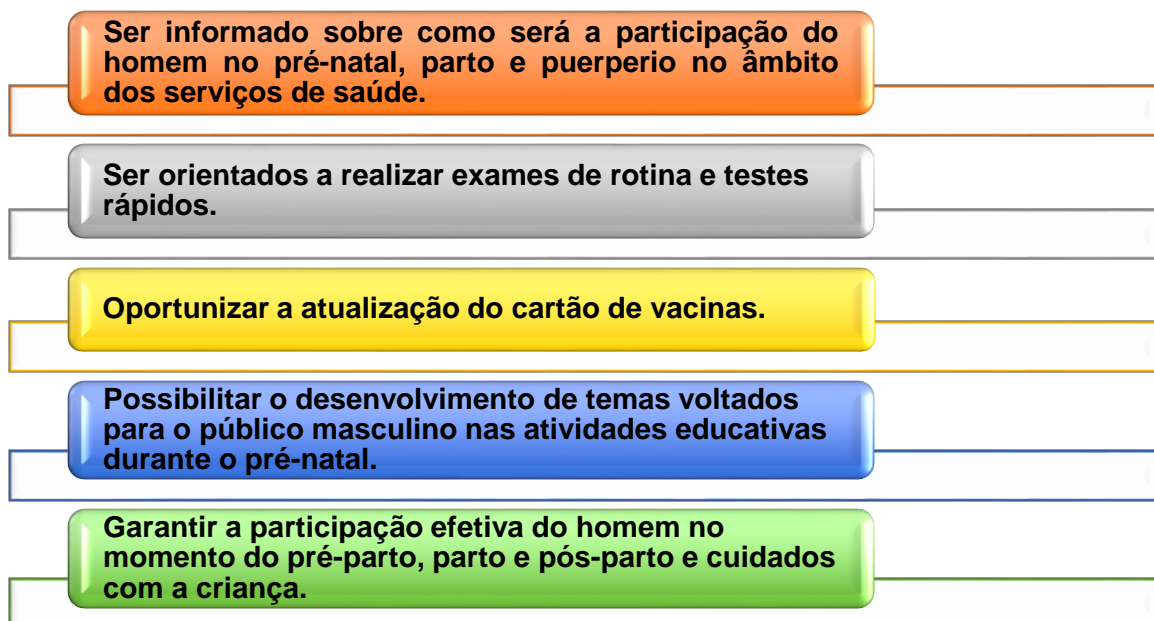 Ser informado sobre como será a participação do
homem no pré-natal, parto e puerperio no âmbito
dos serviços de saúde.
Ser orientados a realizar exames de rotina e testes
rápidos.
Oportunizar a atualização do cartão de vacinas.
Possibilitar o desenvolvimento de temas voltados
para o público masculino nas atividades educativas
durante o pré-natal.
Garantir a participação efetiva do homem no
momento do pré-parto, parto e pós-parto e cuidados
com a criança.